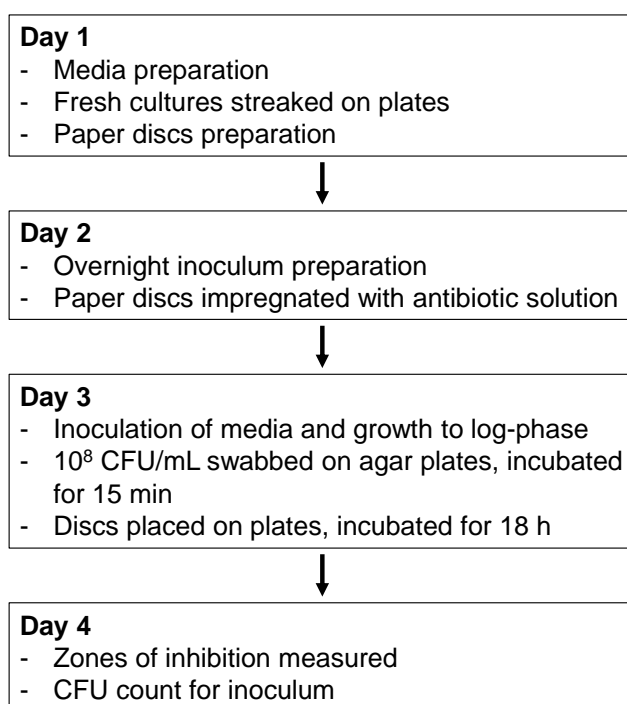 Day 1
- Media preparation
- Fresh cultures streaked on plates
- Paper discs preparation
Day 2
- Overnight inoculum preparation
- Paper discs impregnated with antibiotic solution
Day 3
- Inoculation of media and growth to log-phase
- 10⁸ CFU/mL swabbed on agar plates, incubated
for 15 min
- Discs placed on plates, incubated for 18 h
Day 4
- Zones of inhibition measured
- CFU count for inoculum